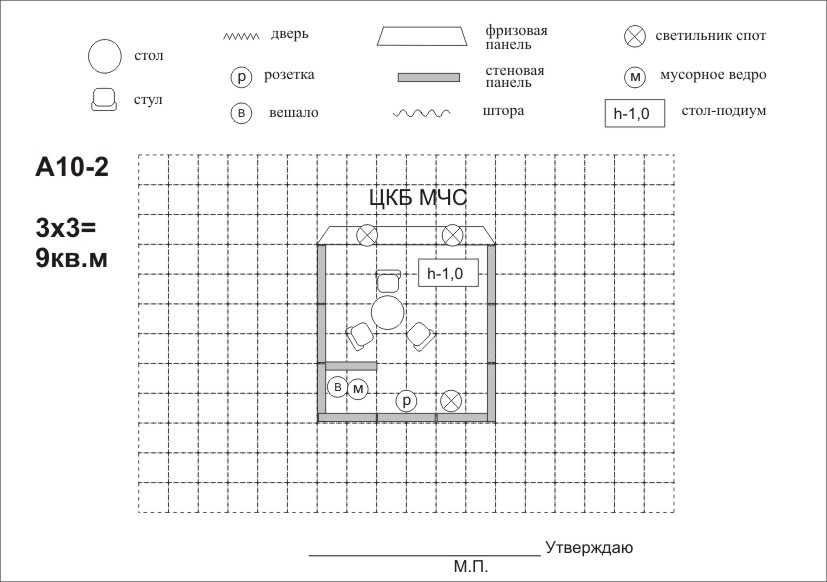 стол
стул
дверь
р розетка
в вешало
фризовая
панель
стеновая
панель
штора
светильник спот
м мусорное ведро
h-1,0 стол-подиум
А10-2
3х3=
9кв.м
ЦКБ МЧС
h-1,0
в м
р
Утверждаю
М.П.